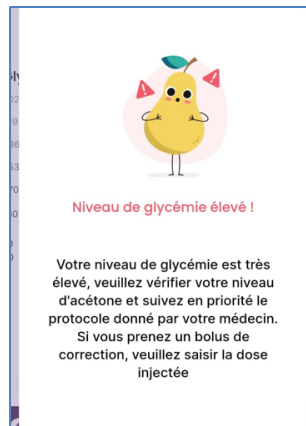 Niveau de glycémie élevé !
Votre niveau de glycémie est très
élevé, veuillez vérifier votre niveau
d'acétone et suivez en priorité le
protocole donné par votre médecin.
Si vous prenez un bolus de
correction, veuillez saisir la dose
injectée